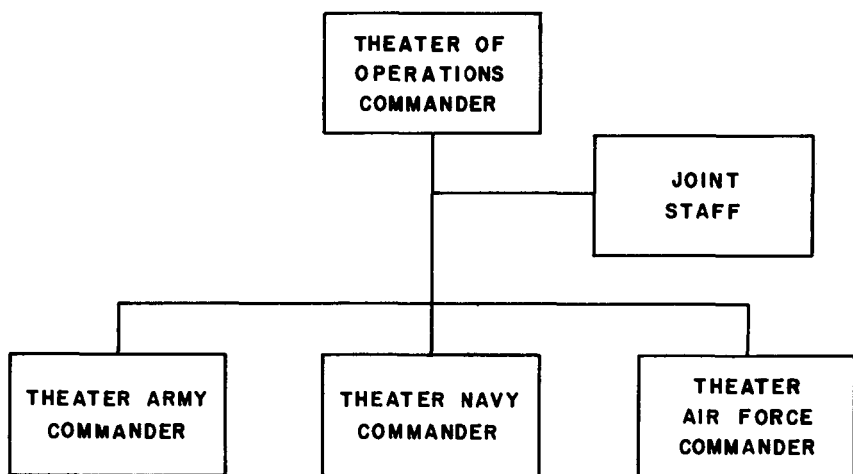 THEATER OF
OPERATIONS
COMMANDER
JOINT
STAFF
THEATER ARMY
COMMANDER
THEATER NAVY
COMMANDER
THEATER
AIR FORCE
COMMANDER